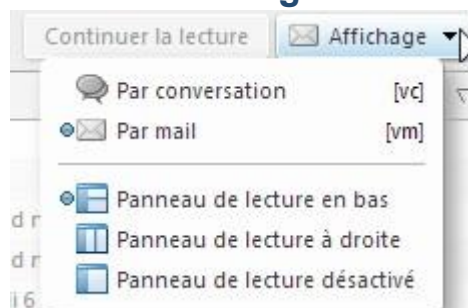 Continuer la lecture Affichage
Par conversation [vc]
Par mail [vm]
Panneau de lecture en bas
d r
Panneau de lecture à droite
d r
Panneau de lecture désactivé
i 6